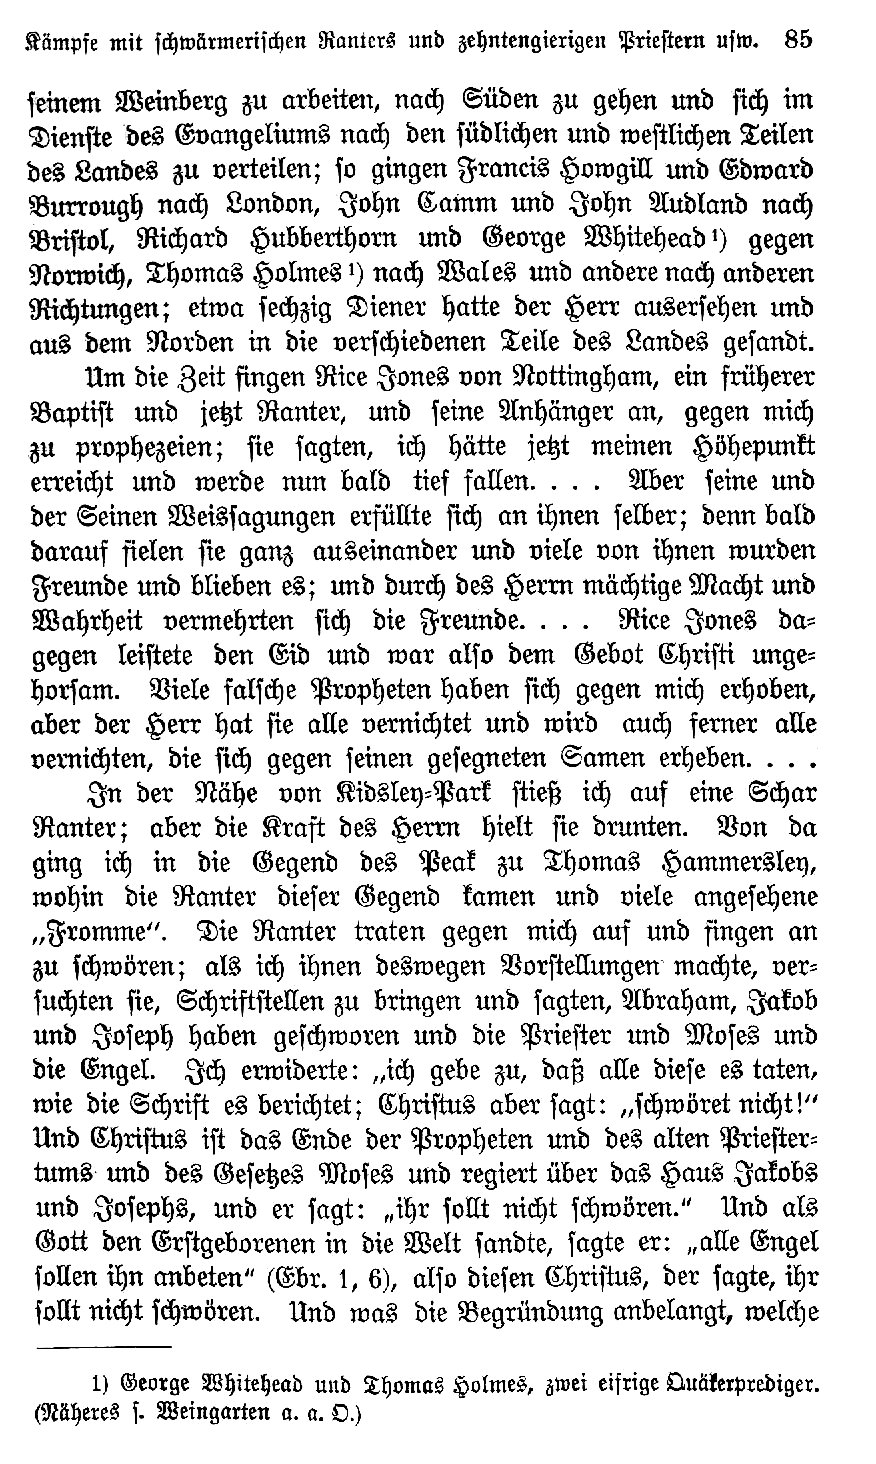 Kämpfe mit schwärmerischen Ranters und zehntengierigen Priestern usw. 85
seinem Weinberg zu arbeiten, nach Süden zu gehen und sich im
Dienste des Evangeliums nach den südlichen und westlichen Teilen
des Landes zu verteilen; so gingen Francis Howgill und Edward
Burrough nach London, John Camm und John Audland nach
Bristol, Richard Hubberthorn und George Whitehead¹) gegen
Norwich, Thomas Holmes¹) nach Wales und andere nach anderen
Richtungen; etwa sechzig Diener hatte der Herr ausersehen und
aus dem Norden in die verschiedenen Teile des Landes gesandt.
Um die Zeit fingen Rice Jones von Nottingham, ein früherer
Baptist und jetzt Ranter, und seine Anhänger an, gegen mich
zu prophezeien; sie sagten, ich hätte jetzt meinen Höhepunkt
erreicht und werde nun bald tief fallen. . . . Aber seine und
der Seinen Weissagungen erfüllte sich an ihnen selber; denn bald
darauf fielen sie ganz auseinander und viele von ihnen wurden
Freunde und blieben es; und durch des Herrn mächtige Macht und
Wahrheit vermehrten sich die Freunde. . . . Rice Jones da=
gegen leistete den Eid und war also dem Gebot Christi unge=
horsam. Viele falsche Propheten haben sich gegen mich erhoben,
aber der Herr hat sie alle vernichtet und wird auch ferner alle
vernichten, die sich gegen seinen gesegneten Samen erheben. . . .
In der Nähe von Kidsley=Park stieß ich auf eine Schar
Ranter; aber die Kraft des Herrn hielt sie drunten. Von da
ging ich in die Gegend des Peak zu Thomas Hammersley,
wohin die Ranter dieser Gegend kamen und viele angesehene
„Fromme“. Die Ranter traten gegen mich auf und fingen an
zu schwören; als ich ihnen deswegen Vorstellungen machte, ver=
suchten sie, Schriftstellen zu bringen und sagten, Abraham, Jakob
und Joseph haben geschworen und die Priester und Moses und
die Engel. Ich erwiderte: „ich gebe zu, daß alle diese es taten,
wie die Schrift es berichtet; Christus aber sagt: „schwöret nicht!“
Und Christus ist das Ende der Propheten und des alten Priester=
tums und des Gesetzes Moses und regiert über das Haus Jakobs
und Josephs, und er sagt: „ihr sollt nicht schwören.“ Und als
Gott den Erstgeborenen in die Welt sandte, sagte er: „alle Engel
sollen ihn anbeten“ (Ebr. 1, 6), also diesen Christus, der sagte, ihr
sollt nicht schwören. Und was die Begründung anbelangt, welche
1) George Whitehead und Thomas Holmes, zwei eifrige Quäkerprediger.
(Näheres s. Weingarten a. a. O.)